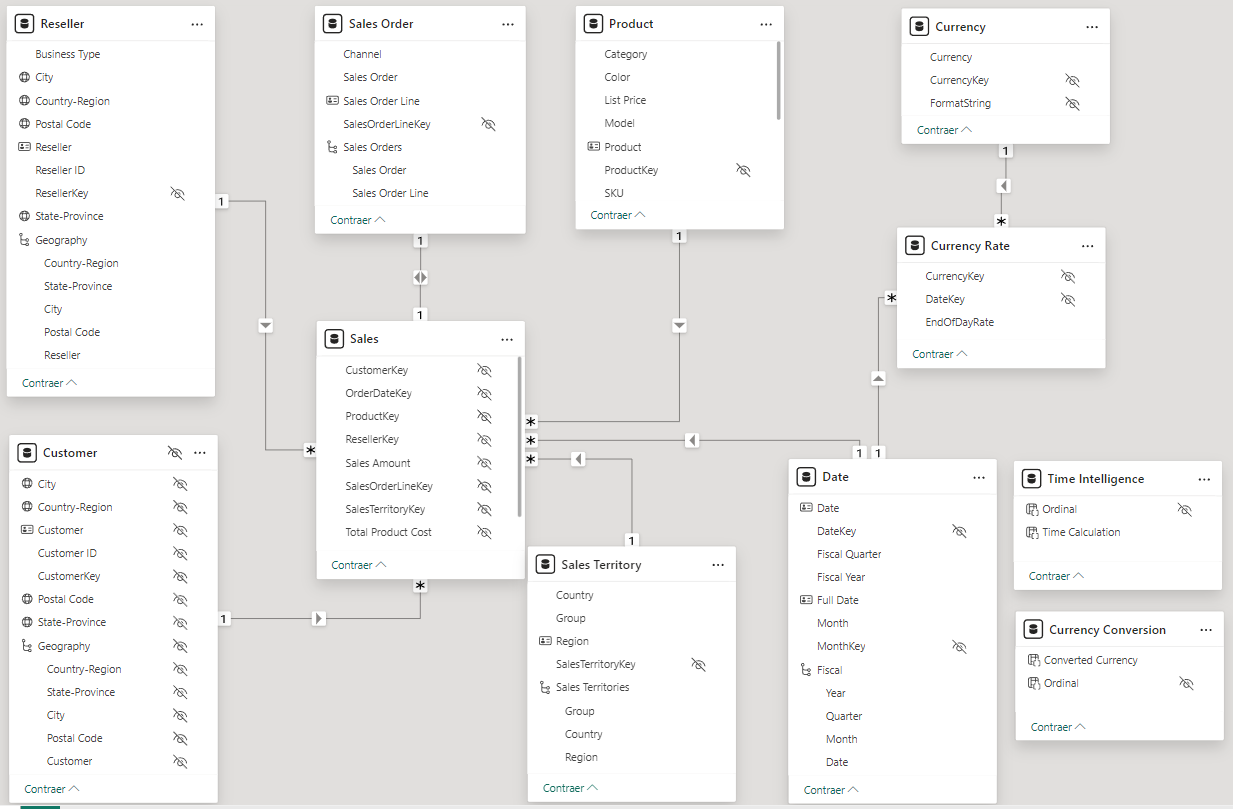 Reseller
Business Type
City
Country-Region
Postal Code
Reseller
Reseller ID
ResellerKey
State-Province
Geography
Country-Region
State-Province
City
Postal Code
Reseller
Contraer
Sales Order
Channel
Sales Order
Sales Order Line
SalesOrderLineKey
Sales Orders
Sales Order
Sales Order Line
Contraer
Product
Category
Color
List Price
Model
Product
ProductKey
SKU
Contraer
Currency
Currency
CurrencyKey
FormatString
Contraer
Currency Rate
CurrencyKey
DateKey
EndOfDayRate
Contraer
Sales
CustomerKey
OrderDateKey
ProductKey
ResellerKey
Sales Amount
SalesOrderLineKey
SalesTerritoryKey
Total Product Cost
Contraer
Customer
City
Country-Region
Customer
Customer ID
CustomerKey
Postal Code
State-Province
Geography
Country-Region
State-Province
City
Postal Code
Customer
Contraer
Sales Territory
Country
Group
Region
SalesTerritoryKey
Sales Territories
Group
Country
Region
Contraer
Date
Date
DateKey
Fiscal Quarter
Fiscal Year
Full Date
Month
MonthKey
Fiscal
Year
Quarter
Month
Date
Contraer
Time Intelligence
Ordinal
Time Calculation
Contraer
Currency Conversion
Converted Currency
Ordinal
Contraer
1
*
1
1
1
*
1
*
1
*
1
*
1
*
1
*